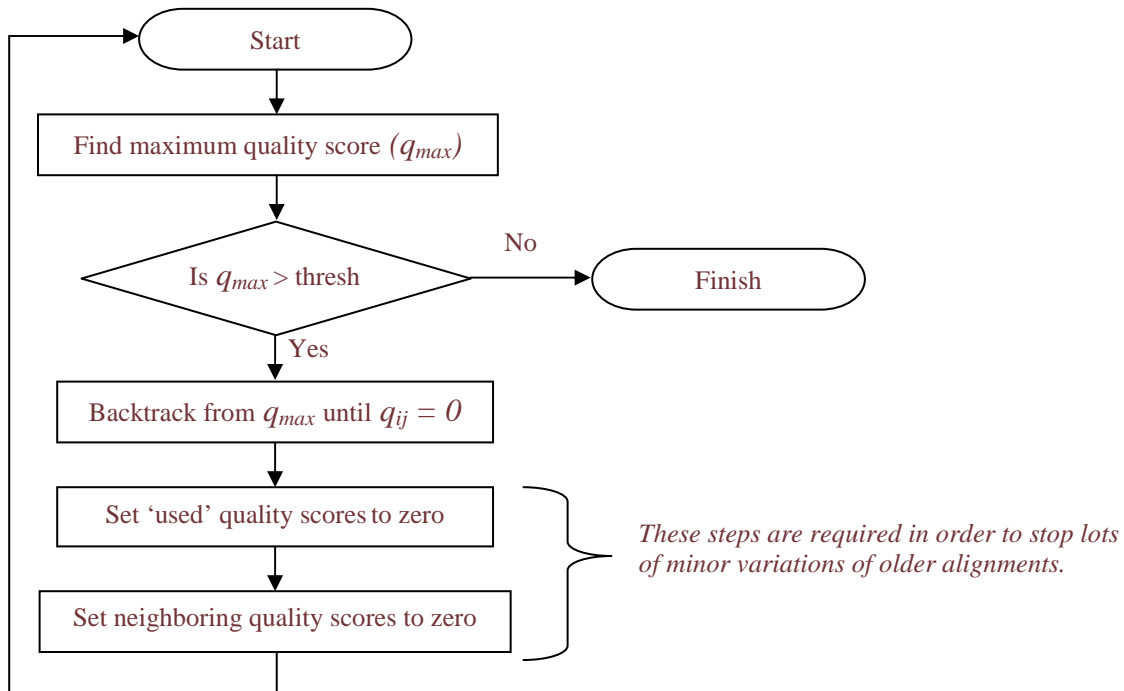 Start
Find maximum quality score (qmax)
Is qmax > thresh
No
Finish
Yes
Backtrack from qmax until qij = 0
Set ‘used’ quality scores to zero
These steps are required in order to stop lots
of minor variations of older alignments.
Set neighboring quality scores to zero